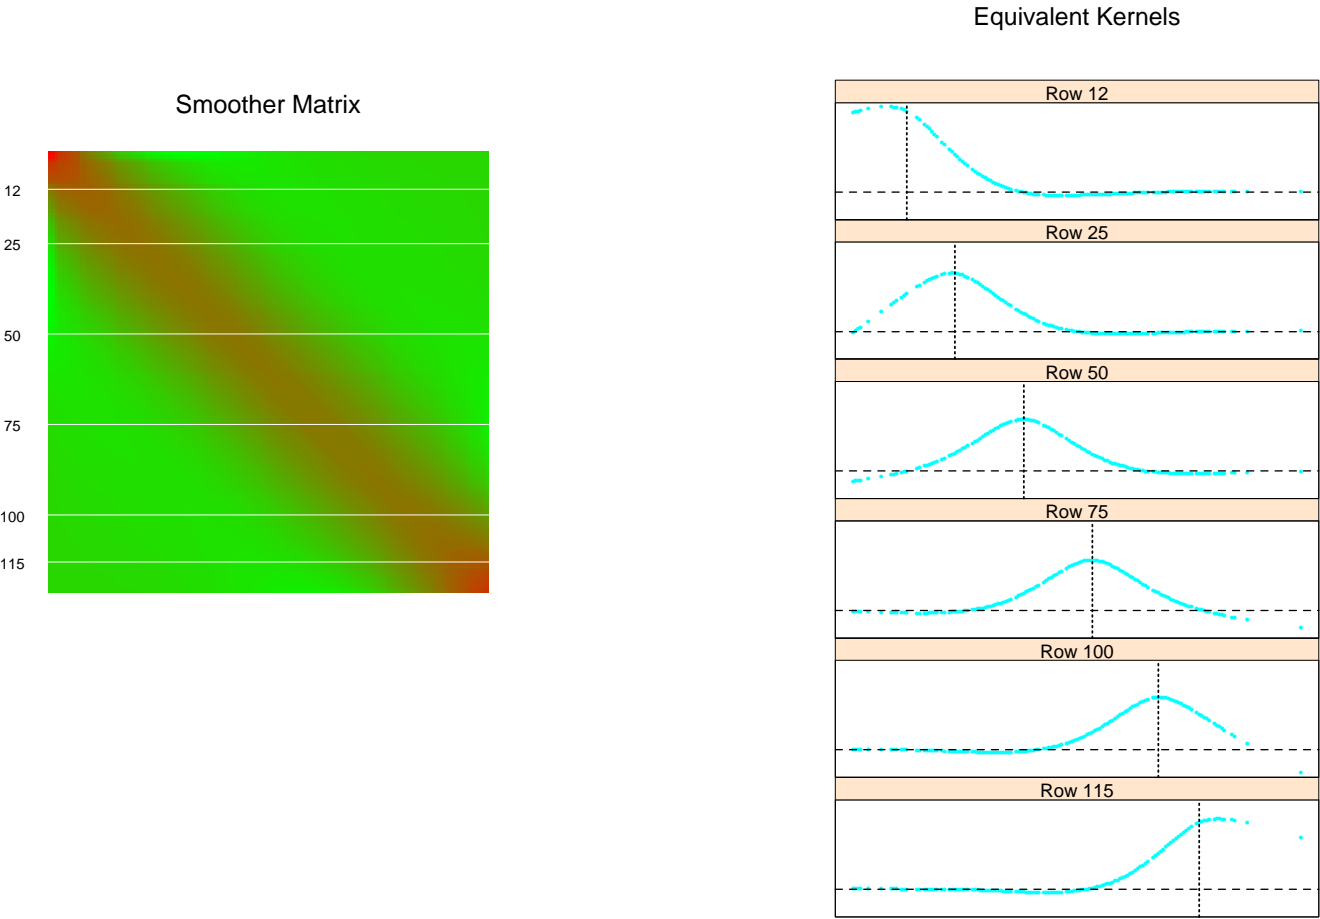 Equivalent Kernels
Smoother Matrix
12
25
50
75
100
115
Row 12
Row 25
Row 50
Row 75
Row 100
Row 115